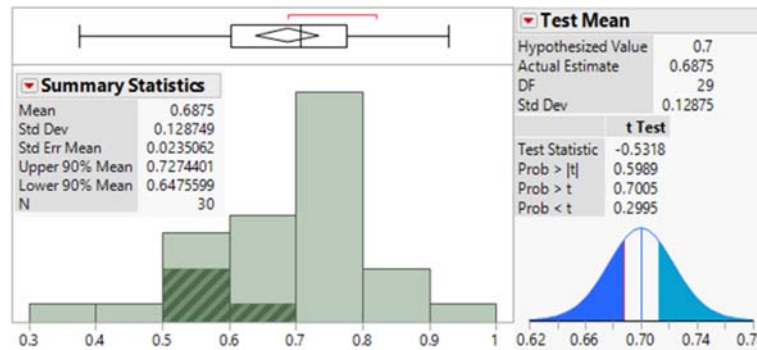 Summary Statistics
Mean 0.6875
Std Dev 0.128749
Std Err Mean 0.0235062
Upper 90% Mean 0.7274401
Lower 90% Mean 0.6475599
N 30
0.3 0.4 0.5 0.6 0.7 0.8 0.9 1
Test Mean
Hypothesized Value 0.7
Actual Estimate 0.6875
DF 29
Std Dev 0.12875
t Test
Test Statistic -0.5318
Prob > |t| 0.5989
Prob > t 0.7005
Prob < t 0.2995
0.62 0.66 0.70 0.74